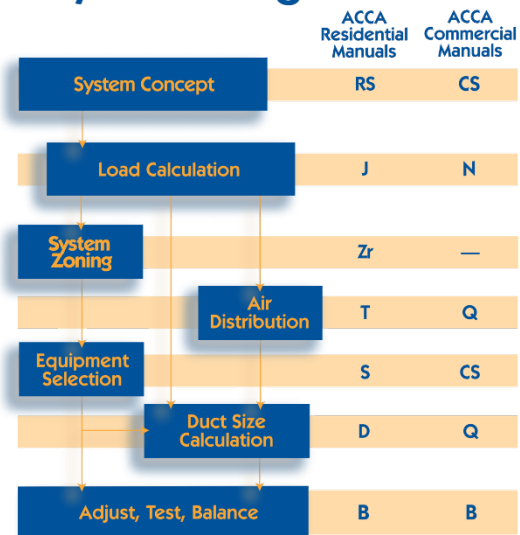 ACCA ACCA
Residential Commercial
Manuals Manuals
System Concept RS CS
Load Calculation J N
System
Zoning Zr —
Air
Distribution T Q
Equipment
Selection S CS
Duct Size
Calculation D Q
Adjust, Test, Balance B B